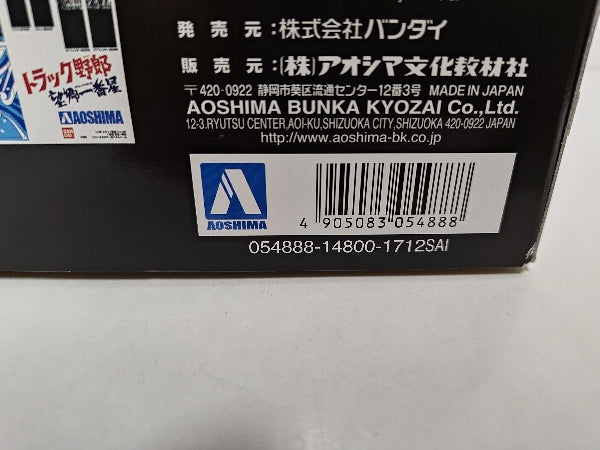 発 売 元:株式会社バンダイ
販 売 元:(株)アオシマ文化教材社
〒420-0922 静岡市葵区流通センター12番3号 MADE IN JAPAN
AOSHIMA BUNKA KYOZAI Co.,Ltd.
12-3.RYUTSU CENTER,AOI-KU,SHIZUOKA CITY,SHIZUOKA 420-0922 JAPAN
http://www.aoshima-bk.co.jp
トラック野郎
望郷一番星
AOSHIMA
BANDAI
AOSHIMA
4 905083 054888
054888-14800-1712SAI